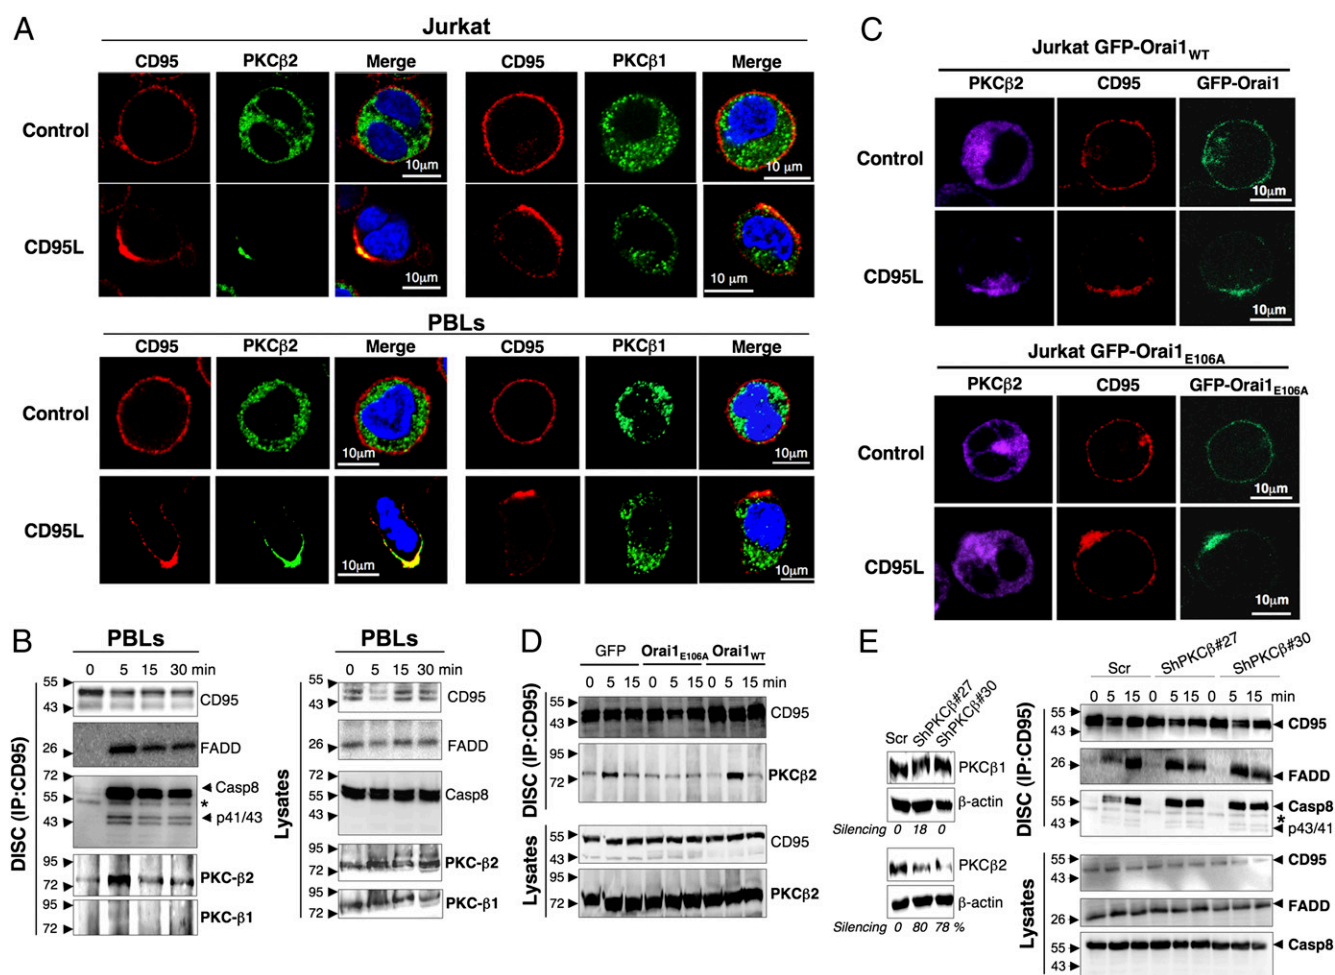 A
Jurkat
CD95 PKCβ2 Merge CD95 PKCβ1 Merge
Control
10μm
10 μm
CD95L
10μm
10 μm
PBLs
CD95 PKCβ2 Merge CD95 PKCβ1 Merge
Control
10μm
10μm
CD95L
10μm
10μm
C
Jurkat GFP-Orai1WT
PKCβ2 CD95 GFP-Orai1
Control
10μm
CD95L
10μm
Jurkat GFP-Orai1E106A
PKCβ2 CD95 GFP-Orai1E106A
Control
10μm
CD95L
10μm
B
PBLs
0 5 15 30 min
DISC (IP:CD95)
55
43
CD95
26
FADD
72
55
43
Casp8
*
p41/43
95
72
PKC-β2
95
72
PKC-β1
PBLs
0 5 15 30 min
Lysates
55
43
CD95
26
FADD
72
55
43
Casp8
95
72
PKC-β2
95
72
PKC-β1
D
GFP Orai1E106A Orai1WT
0 5 15 0 5 15 0 5 15 min
DISC (IP:CD95)
55
43
CD95
95
72
PKCβ2
Lysates
55
43
CD95
95
72
PKCβ2
E
Scr ShPKCβ#27 ShPKCβ#30
PKCβ1
β-actin
Silencing 0 18 0
PKCβ2
β-actin
Silencing 0 80 78 %
Scr ShPKCβ#27 ShPKCβ#30
0 5 15 0 5 15 0 5 15 min
DISC (IP:CD95)
55
43
CD95
26
FADD
55
43
Casp8
*
p43/41
Lysates
55
43
CD95
26
FADD
55
43
Casp8